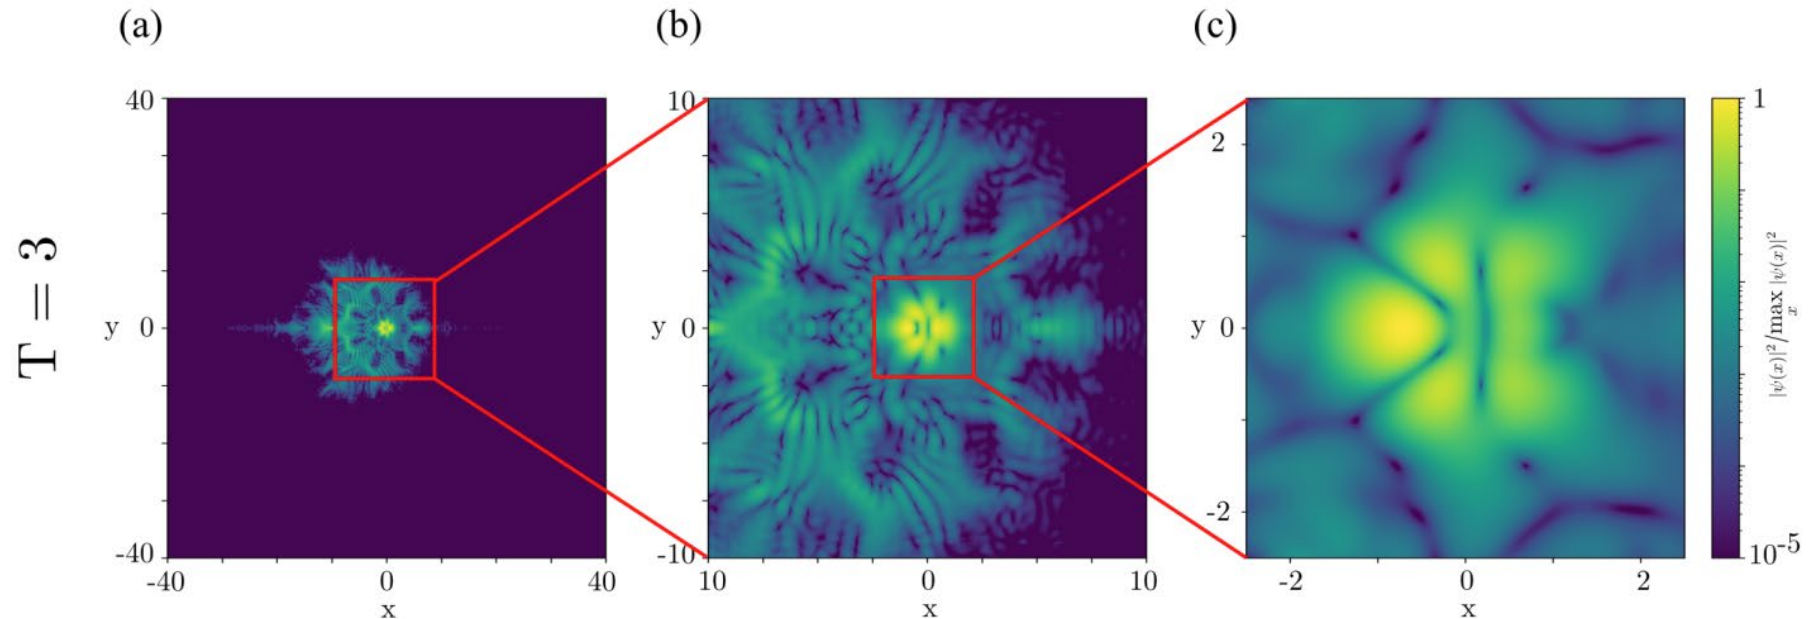 (a)
(b)
(c)
T = 3
40
y 0
-40
-40 0 40
x
10
y 0
-10
10 0 10
x
2
y 0
-2
-2 0 2
x
1
10-5
|ψ(x)|²/max |ψ(x)|²
x